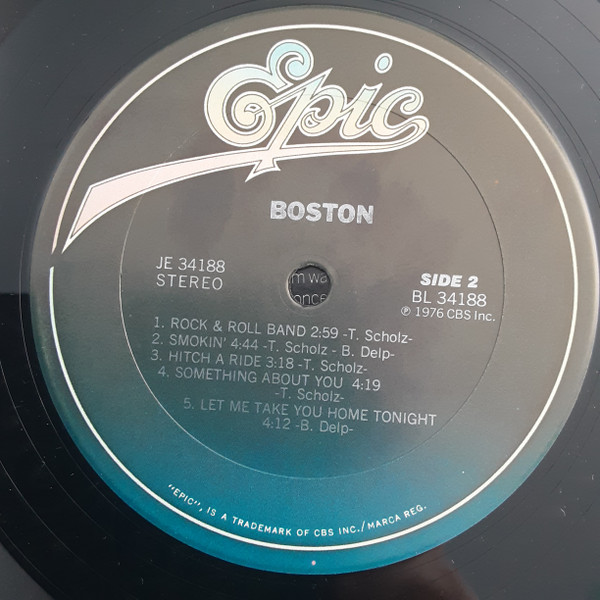 Epic
BOSTON
JE 34188
STEREO
SIDE 2
BL 34188
℗ 1976 CBS Inc.
1. ROCK & ROLL BAND 2:59 -T. Scholz-
2. SMOKIN' 4:44 -T. Scholz - B. Delp-
3. HITCH A RIDE 3:18 -T. Scholz-
4. SOMETHING ABOUT YOU 4:19
-T. Scholz-
5. LET ME TAKE YOU HOME TONIGHT
4:12 -B. Delp-
"EPIC", IS A TRADEMARK OF CBS INC./MARCA REG.